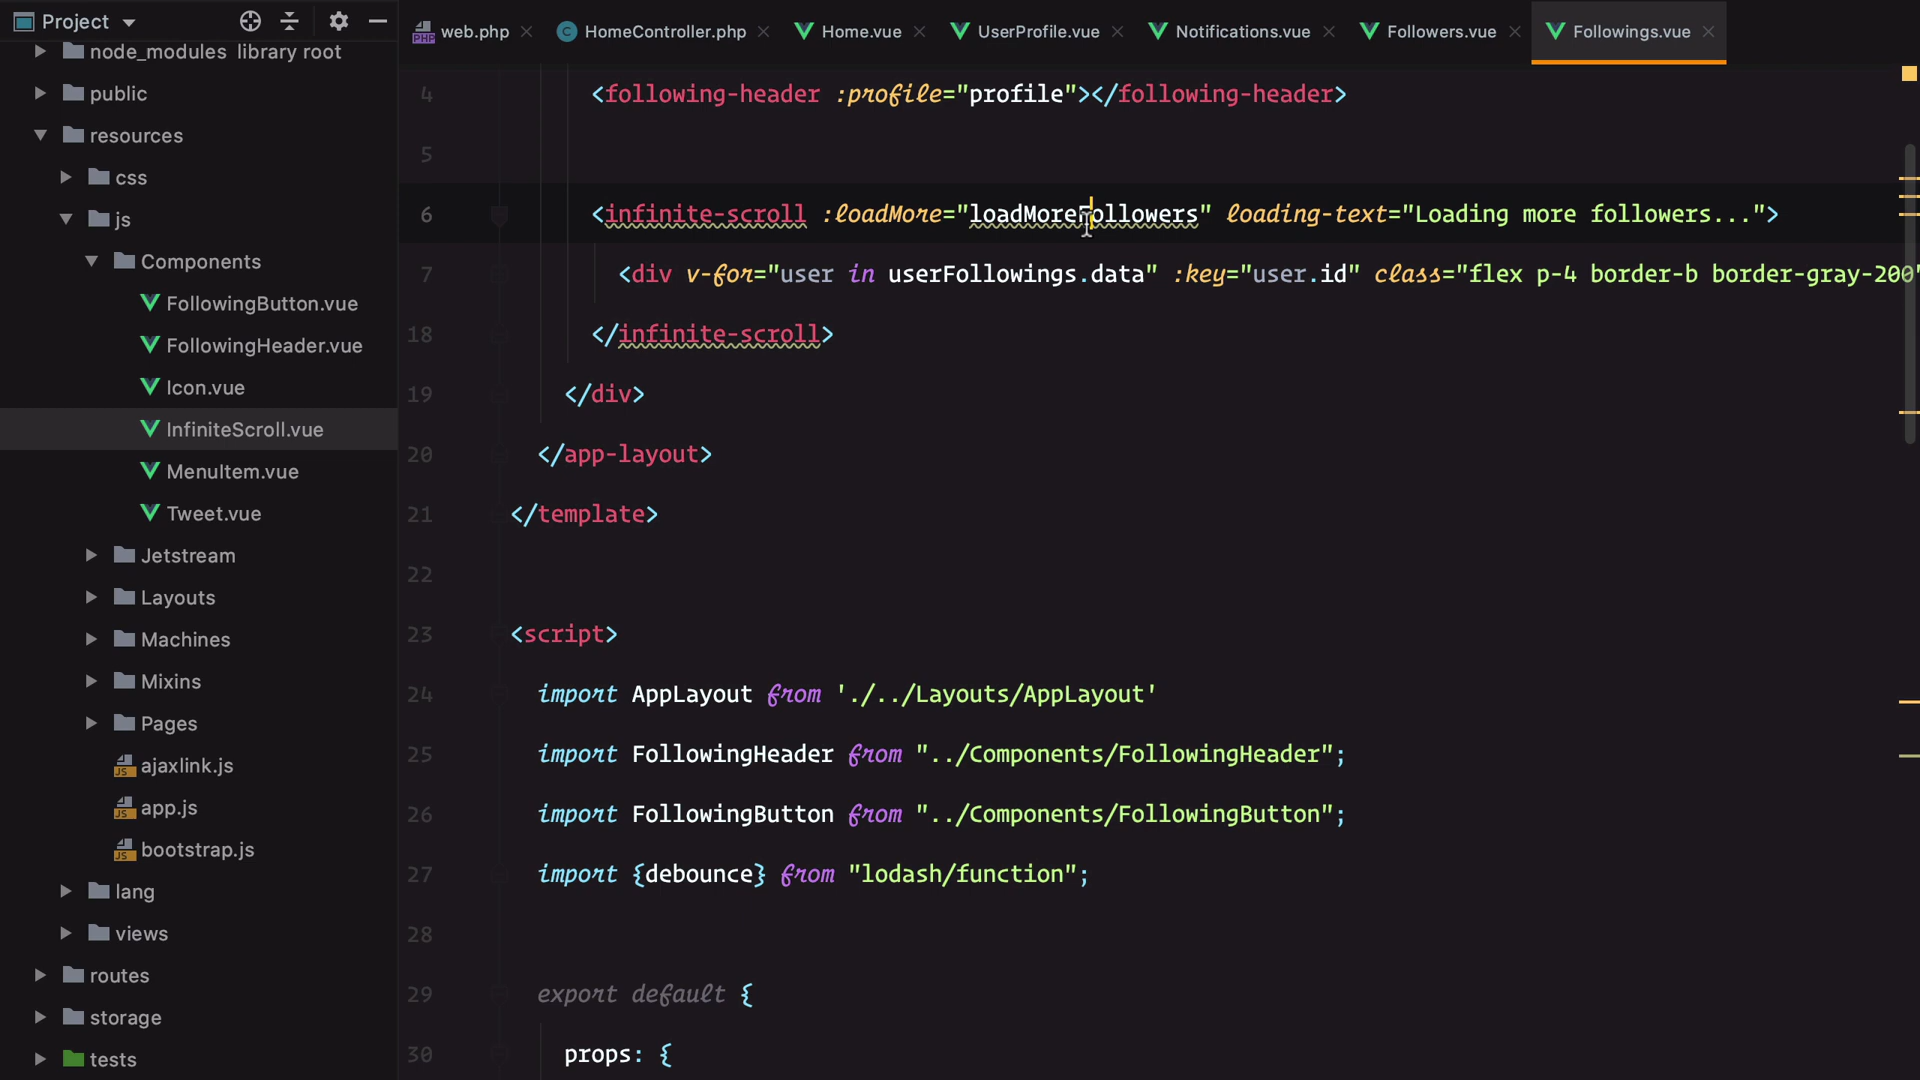 Project
node_modules library root
public
resources
css
js
Components
FollowingButton.vue
FollowingHeader.vue
Icon.vue
InfiniteScroll.vue
MenuItem.vue
Tweet.vue
Jetstream
Layouts
Machines
Mixins
Pages
JS ajaxlink.js
JS app.js
JS bootstrap.js
lang
views
routes
storage
tests
PHP web.php
C HomeController.php
Home.vue
UserProfile.vue
Notifications.vue
Followers.vue
Followings.vue
4 <following-header :profile="profile"></following-header>
5
6 <infinite-scroll :loadMore="loadMoreFollowers" loading-text="Loading more followers...">
7 <div v-for="user in userFollowings.data" :key="user.id" class="flex p-4 border-b border-gray-200"
18 </infinite-scroll>
19 </div>
20 </app-layout>
21 </template>
22
23 <script>
24 import AppLayout from './../Layouts/AppLayout'
25 import FollowingHeader from "../Components/FollowingHeader";
26 import FollowingButton from "../Components/FollowingButton";
27 import {debounce} from "lodash/function";
28
29 export default {
30 props: {